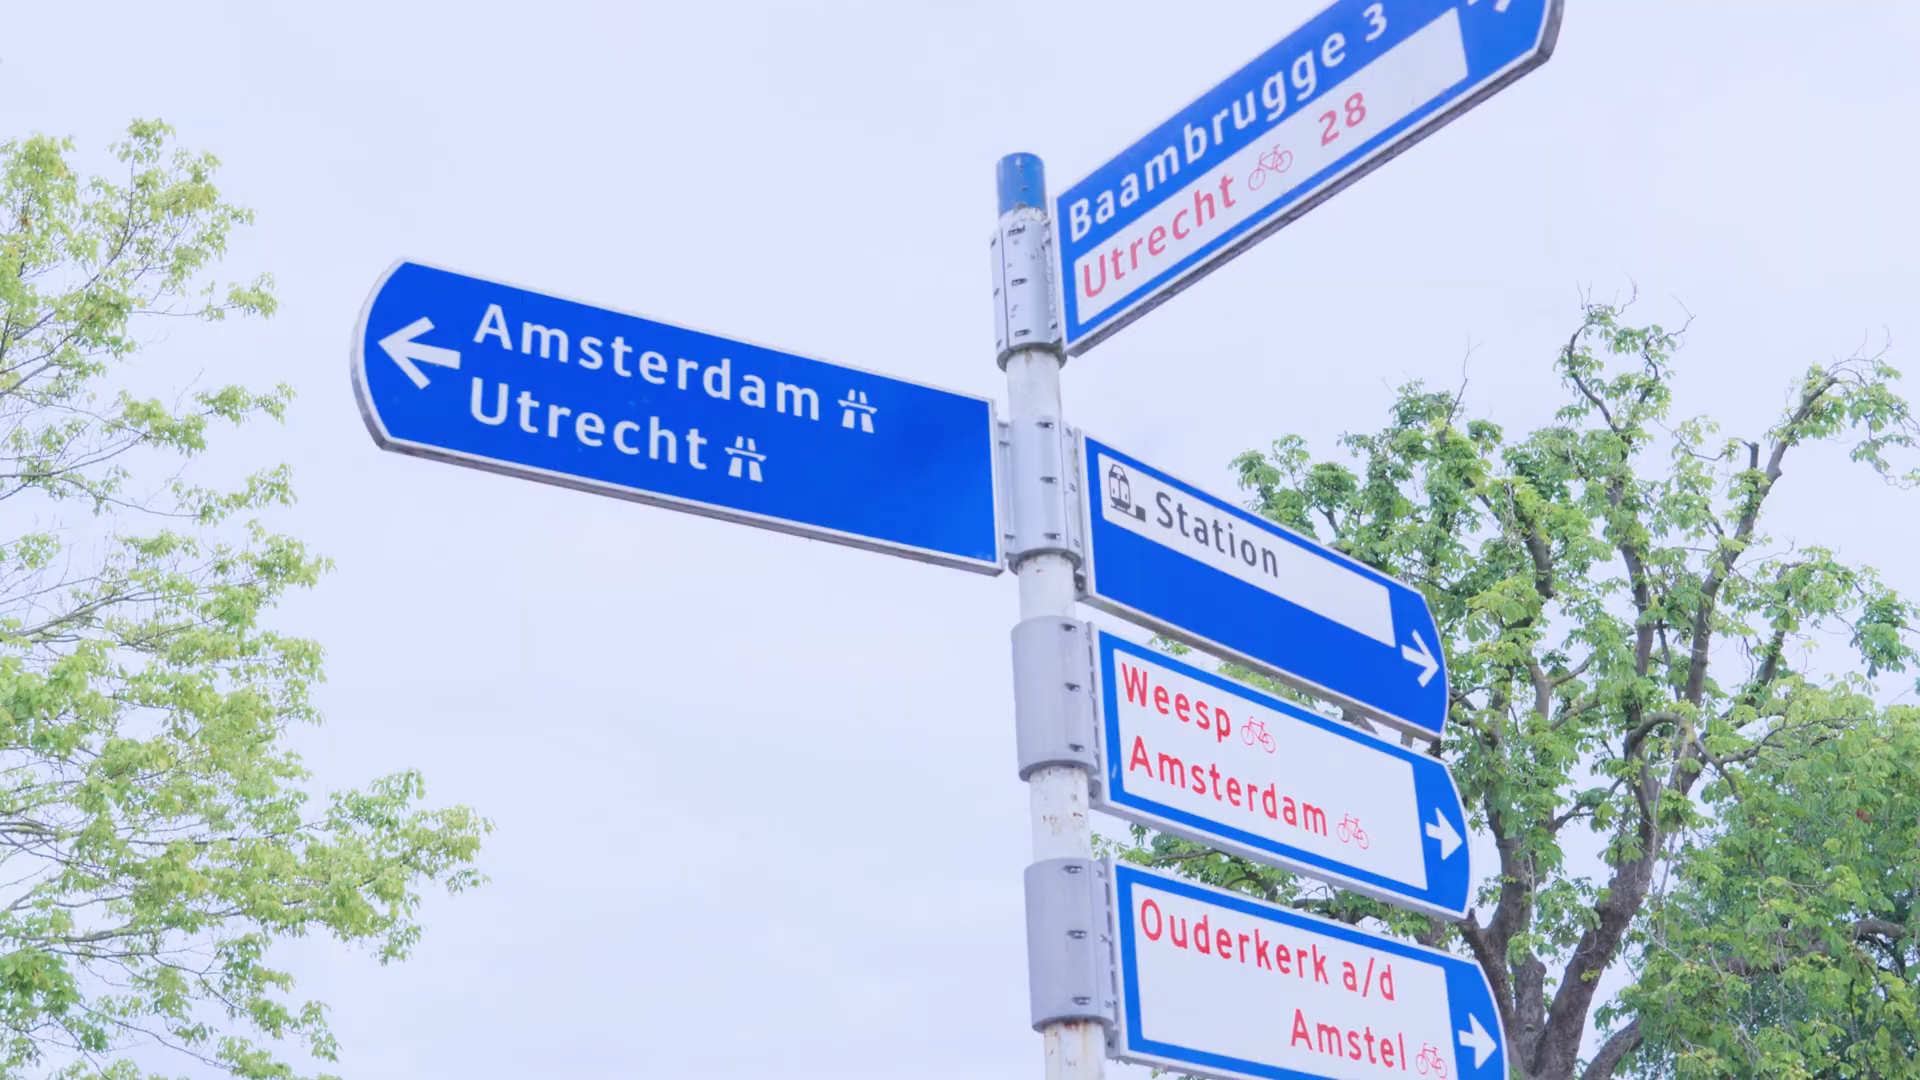 Baambrugge 3
Utrecht 28
Amsterdam
Utrecht
Station
Weesp
Amsterdam
Ouderkerk a/d
Amstel